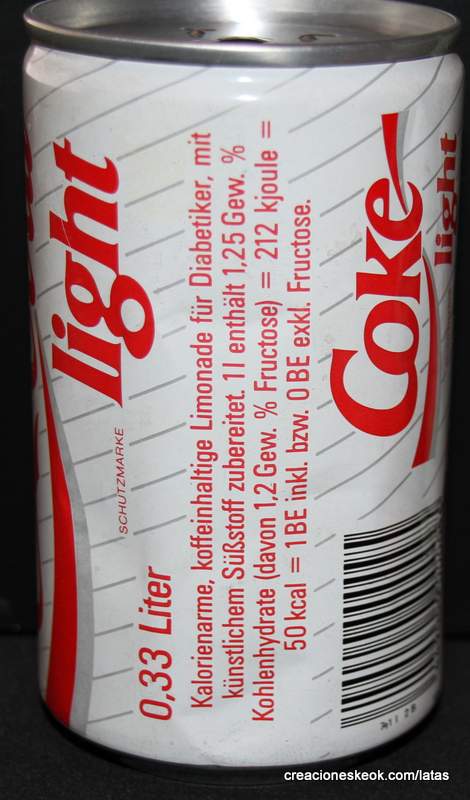 light
SCHUTZMARKE
0,33 Liter
Kalorienarme, koffeinhaltige Limonade für Diabetiker, mit
künstlichem Süßstoff zubereitet. 1 l enthält 1,25 Gew. %
Kohlenhydrate (davon 1,2 Gew. % Fructose) = 212 kjoule =
50 kcal = 1 BE inkl. bzw. 0 BE exkl. Fructose.
Coke
light
creacioneskeok.com/latas